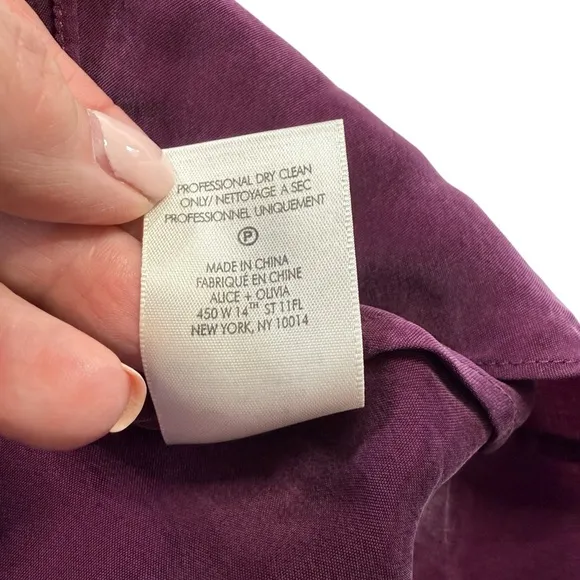 PROFESSIONAL DRY CLEAN
ONLY/ NETTOYAGE A SEC
PROFESSIONNEL UNIQUEMENT
P
MADE IN CHINA
FABRIQUÉ EN CHINE
ALICE + OLIVIA
450 W 14TH ST 11FL
NEW YORK, NY 10014